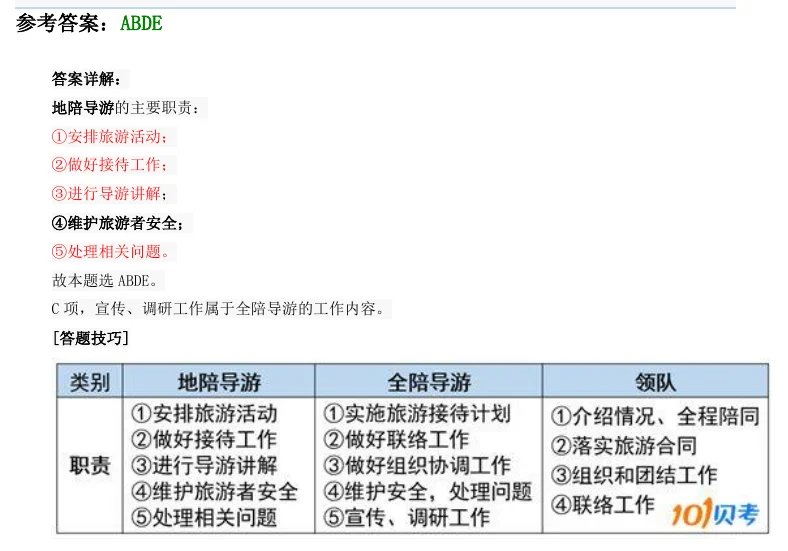 参考答案：ABDE
答案详解：
地陪导游的主要职责：
①安排旅游活动；
②做好接待工作；
③进行导游讲解；
④维护旅游者安全；
⑤处理相关问题。
故本题选 ABDE。
C 项，宣传、调研工作属于全陪导游的工作内容。
[答题技巧]
类别 地陪导游 全陪导游 领队
职责
①安排旅游活动
②做好接待工作
③进行导游讲解
④维护旅游者安全
⑤处理相关问题
①实施旅游接待计划
②做好联络工作
③做好组织协调工作
④维护安全，处理问题
⑤宣传、调研工作
①介绍情况、全程陪同
②落实旅游合同
③组织和团结工作
④联络工作
101贝考